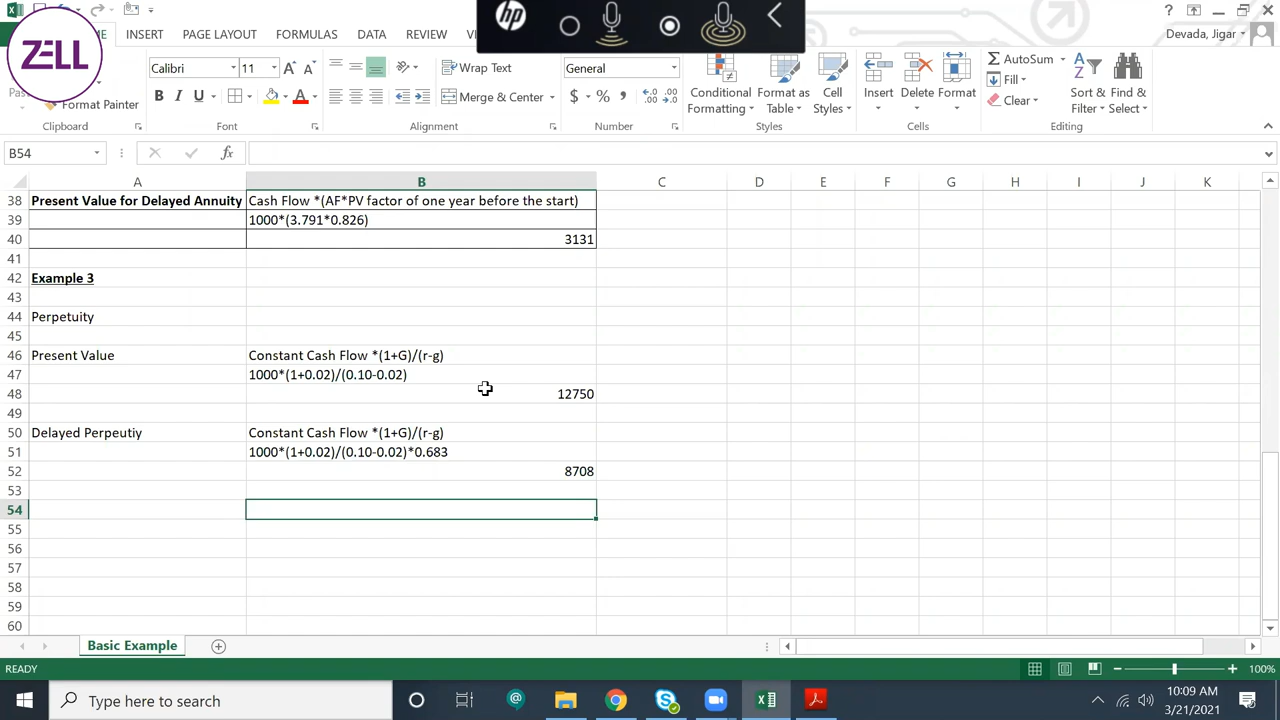 hp
ZELL
INSERT PAGE LAYOUT FORMULAS DATA REVIEW
Devada, Jigar
Format Painter
Calibri 11
Wrap Text
Merge & Center
General
Conditional Formatting
Format as Table
Cell Styles
Insert
Delete
Format
AutoSum
Fill
Clear
Sort & Filter
Find & Select
Clipboard Font Alignment Number Styles Cells Editing
B54
fx
A B C D E F G H I J K
38 Present Value for Delayed Annuity Cash Flow *(AF*PV factor of one year before the start)
39 1000*(3.791*0.826)
40 3131
41
42 Example 3
43
44 Perpetuity
45
46 Present Value Constant Cash Flow *(1+G)/(r-g)
47 1000*(1+0.02)/(0.10-0.02)
48 12750
49
50 Delayed Perpeutiy Constant Cash Flow *(1+G)/(r-g)
51 1000*(1+0.02)/(0.10-0.02)*0.683
52 8708
53
54
55
56
57
58
59
60
Basic Example
READY 100%
Type here to search
10:09 AM
3/21/2021